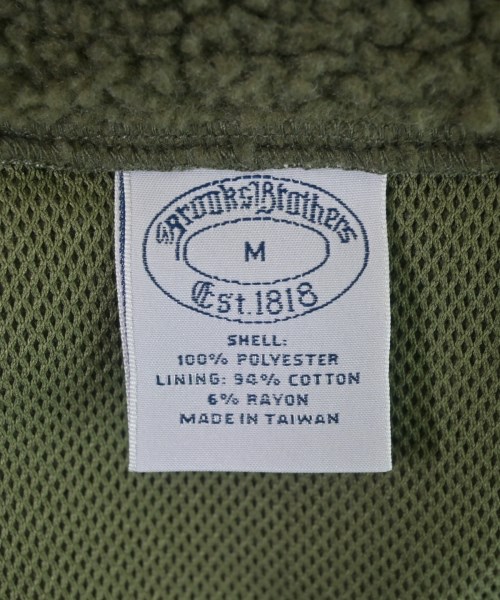 Brooks Brothers
M
Est. 1818
SHELL:
100% POLYESTER
LINING: 94% COTTON
6% RAYON
MADE IN TAIWAN